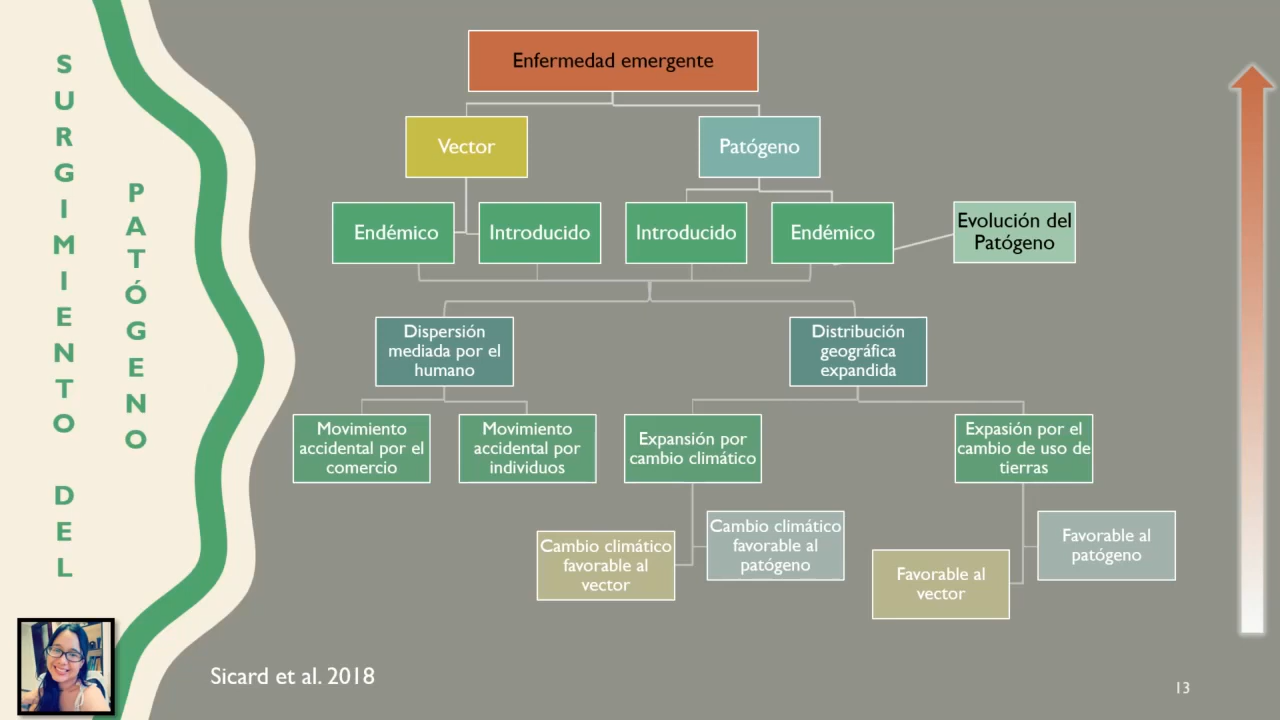 SURGIMIENTO DEL
PATÓGENO
Enfermedad emergente
Vector
Patógeno
Endémico
Introducido
Introducido
Endémico
Evolución del
Patógeno
Dispersión
mediada por el
humano
Distribución
geográfica
expandida
Movimiento
accidental por el
comercio
Movimiento
accidental por
individuos
Expansión por
cambio climático
Expasión por el
cambio de uso de
tierras
Cambio climático
favorable al
vector
Cambio climático
favorable al
patógeno
Favorable al
vector
Favorable al
patógeno
Sicard et al. 2018
13